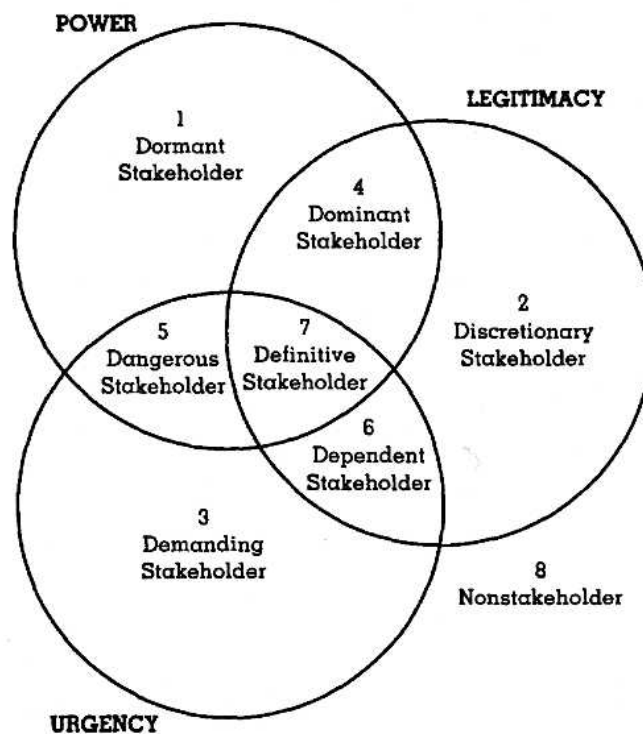 POWER
LEGITIMACY
1
Dormant
Stakeholder
4
Dominant
Stakeholder
2
Discretionary
Stakeholder
5
Dangerous
Stakeholder
7
Definitive
Stakeholder
6
Dependent
Stakeholder
3
Demanding
Stakeholder
8
Nonstakeholder
URGENCY